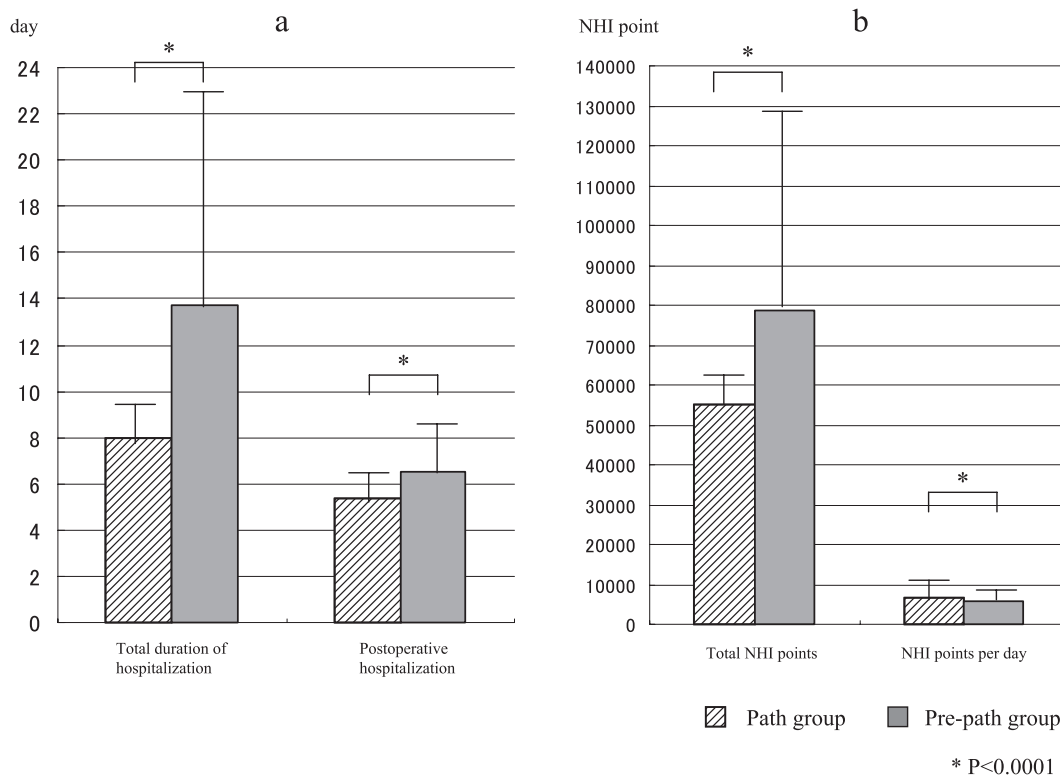 a
day
*
24
22
20
18
16
14
12
10
8
6
4
2
0
*
Total duration of
hospitalization
Postoperative
hospitalization
b
NHI point
*
140000
130000
120000
110000
100000
90000
80000
70000
60000
50000
40000
30000
20000
10000
0
*
Total NHI points
NHI points per day
Path group
Pre-path group
* P<0.0001